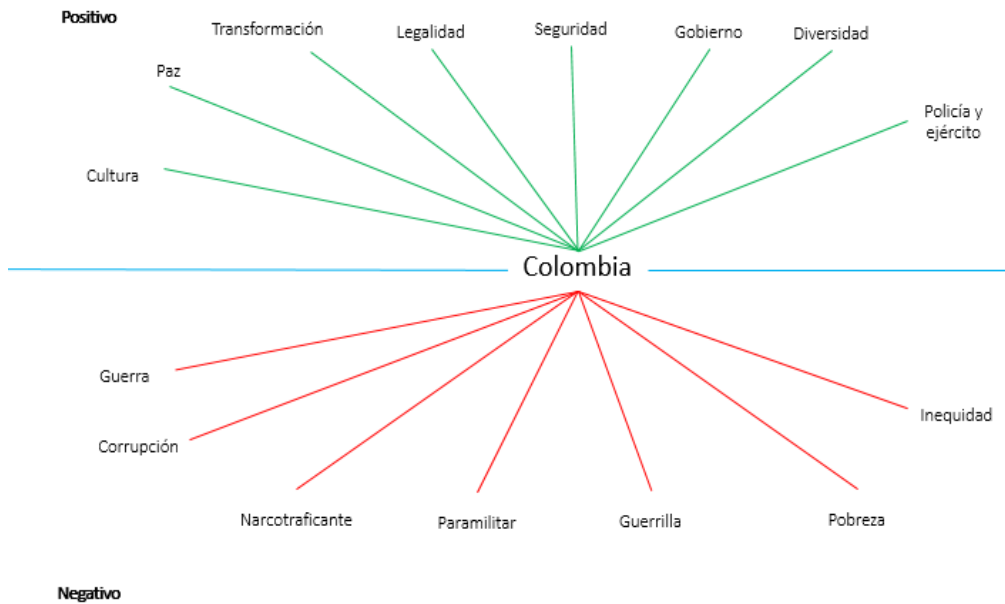 Positivo
Transformación
Legalidad
Seguridad
Gobierno
Diversidad
Paz
Policía y
ejército
Cultura
Colombia
Guerra
Inequidad
Corrupción
Narcotraficante
Paramilitar
Guerrilla
Pobreza
Negativo